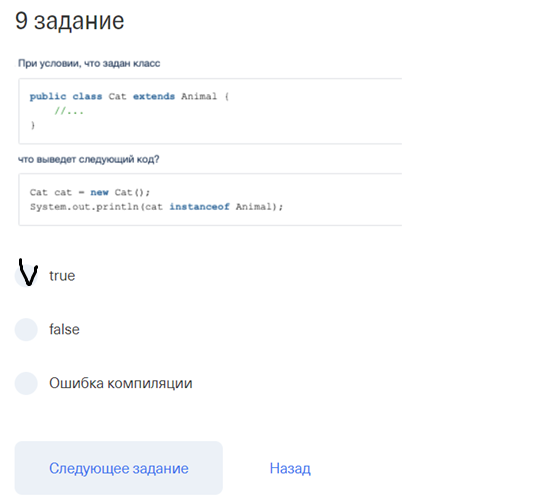 9 задание
При условии, что задан класс
public class Cat extends Animal {
//...
}
что выведет следующий код?
Cat cat = new Cat();
System.out.println(cat instanceof Animal);
true
false
Ошибка компиляции
Следующее задание
Назад